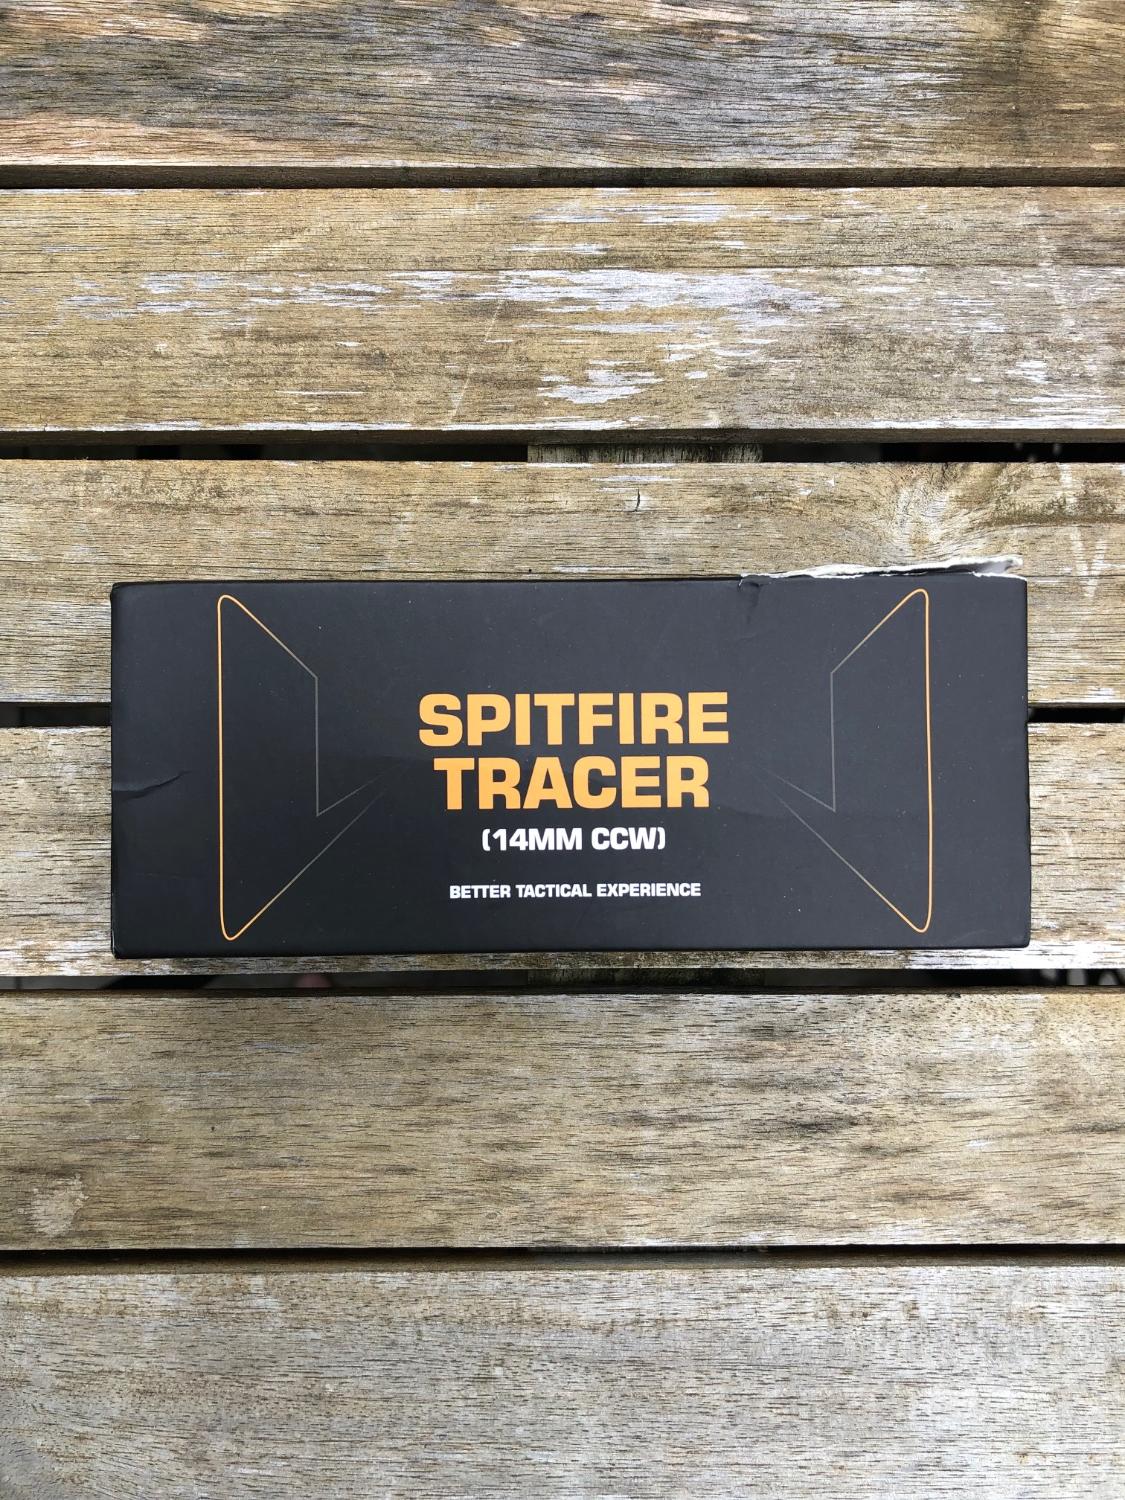 SPITFIRE
TRACER
(14MM CCW)
BETTER TACTICAL EXPERIENCE